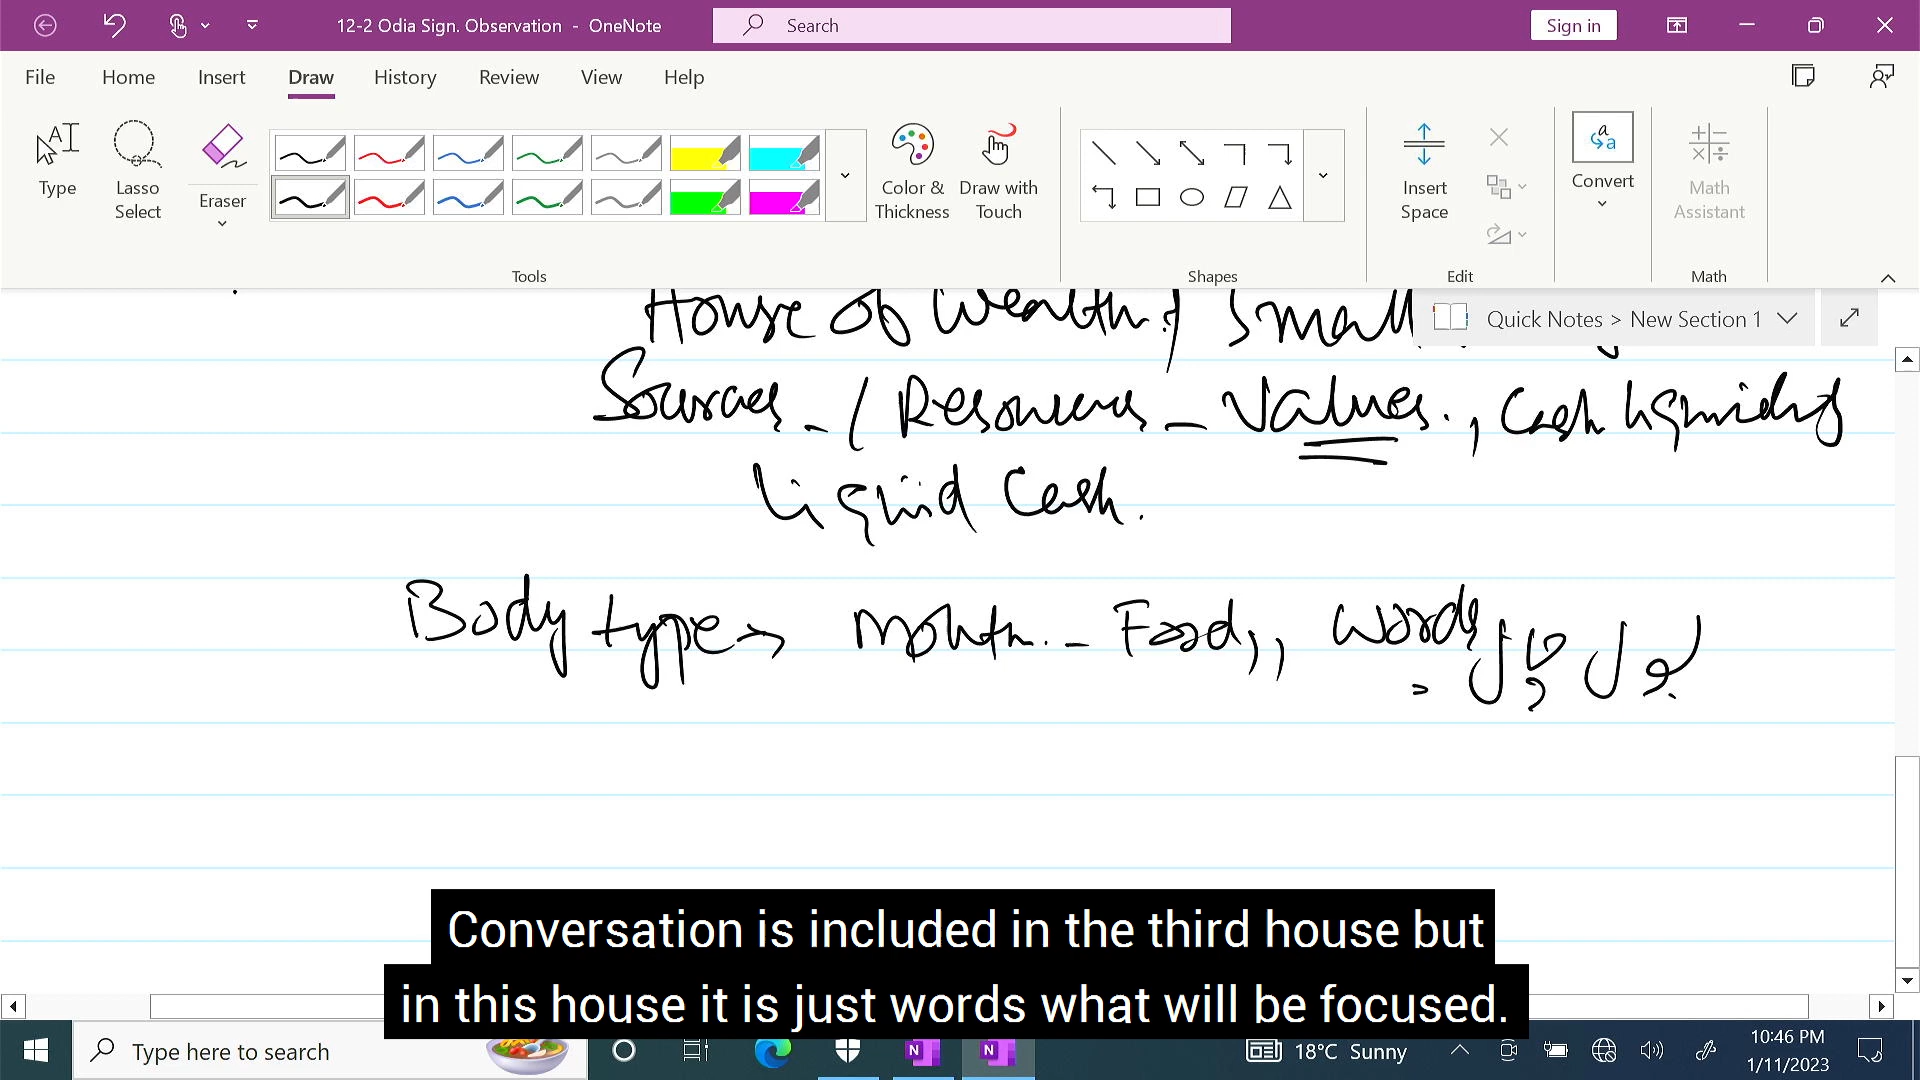 12-2 Odia Sign. Observation - OneNote
Search
Sign in
File Home Insert Draw History Review View Help
Type
Lasso Select
Eraser
Color & Thickness
Draw with Touch
Insert Space
Convert
Math Assistant
Tools
Shapes
Edit
Math
Quick Notes > New Section 1
House of Wealth. Small
Sources - / Resources - Values., Cash liquidity
liquid Cash.
Body type → Mouth. - Food,, Words
Conversation is included in the third house but
in this house it is just words what will be focused.
Type here to search
18°C Sunny
10:46 PM
1/11/2023